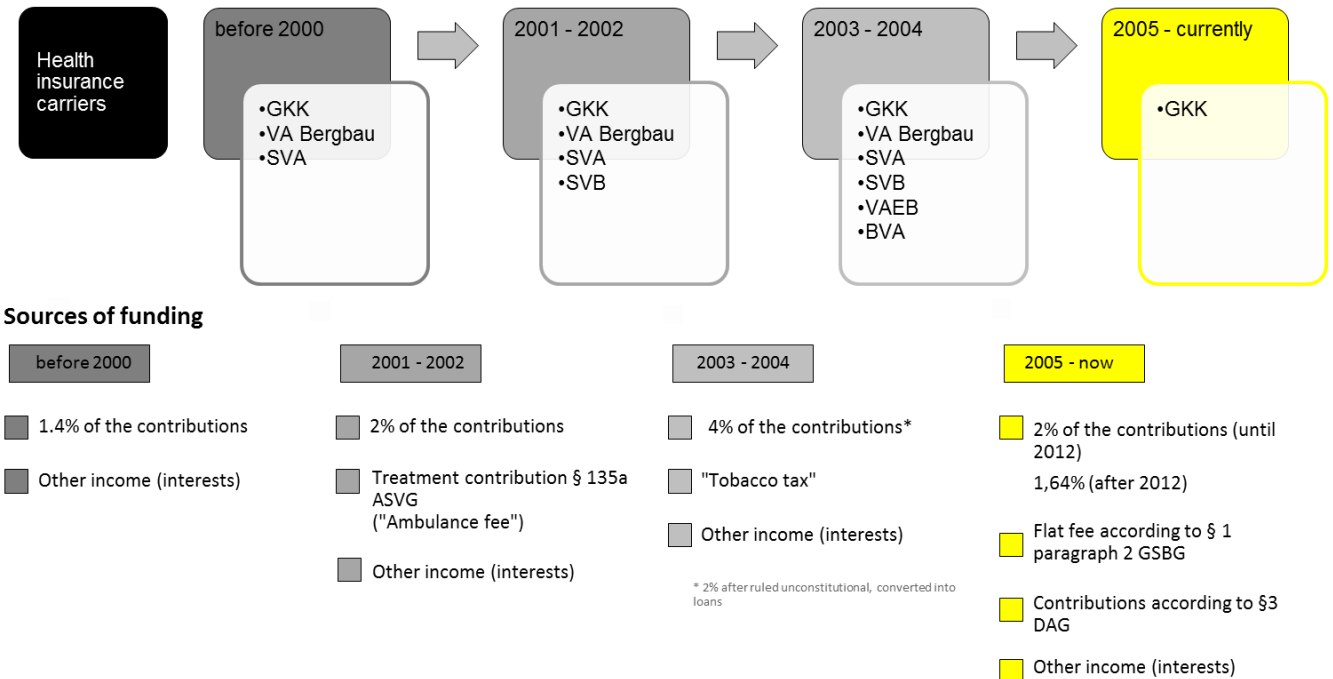 Health
insurance
carriers
before 2000
•GKK
•VA Bergbau
•SVA
2001 - 2002
•GKK
•VA Bergbau
•SVA
•SVB
2003 - 2004
•GKK
•VA Bergbau
•SVA
•SVB
•VAEB
•BVA
2005 - currently
•GKK
Sources of funding
before 2000
1.4% of the contributions
Other income (interests)
2001 - 2002
2% of the contributions
Treatment contribution § 135a
ASVG
("Ambulance fee")
Other income (interests)
2003 - 2004
4% of the contributions*
"Tobacco tax"
Other income (interests)
* 2% after ruled unconstitutional, converted into
loans
2005 - now
2% of the contributions (until
2012)
1,64% (after 2012)
Flat fee according to § 1
paragraph 2 GSBG
Contributions according to §3
DAG
Other income (interests)